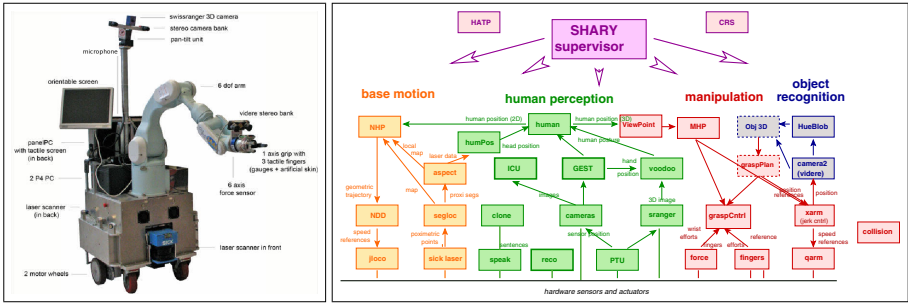 swissranger 3D camera
stereo camera bank
pan-tilt unit
microphone
orientable screen
6 dof arm
videre stereo bank
panelPC
with tactile screen
(in back)
1 axis grip with
3 tactile fingers
(gauges + artificial skin)
2 P4 PC
6 axis
force sensor
laser scanner
(in back)
laser scanner in front
2 motor wheels
HATP
CRS
SHARY
supervisor
base motion
human perception
manipulation
object
recognition
human position (2D)
human position (3D)
NHP
human
ViewPoint
MHP
Obj 3D
HueBlob
humPos
head position
human posture
local
map
laser data
aspect
ICU
GEST
hand
position
voodoo
graspPlan
camera2
(videre)
geometric
trajectory
map
proxi segs
images
3D image
position
references
position
NDD
segloc
clone
cameras
sranger
graspCntrl
xarm
(jerk cntrl)
collision
speed
references
poximetric
points
sentences
sensor position
wrist
efforts
fingers
efforts
reference
speed
references
jloco
sick laser
speak
reco
PTU
force
fingers
qarm
hardware sensors and actuators